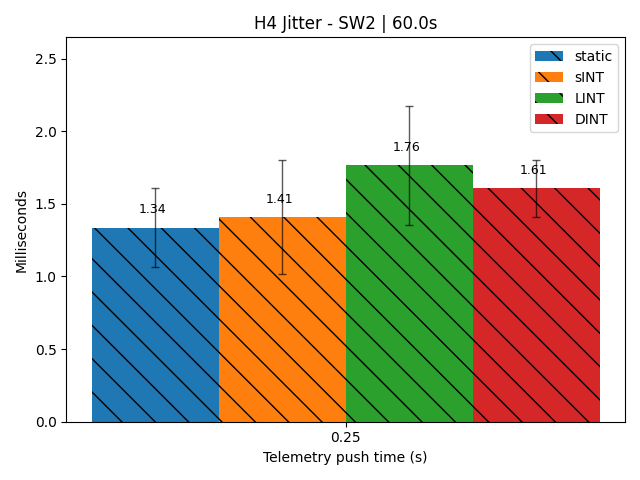 H4 Jitter - SW2 | 60.0s
static
sINT
LINT
DINT
2.5
2.0
1.5
1.0
0.5
0.0
Milliseconds
1.34
1.41
1.76
1.61
0.25
Telemetry push time (s)